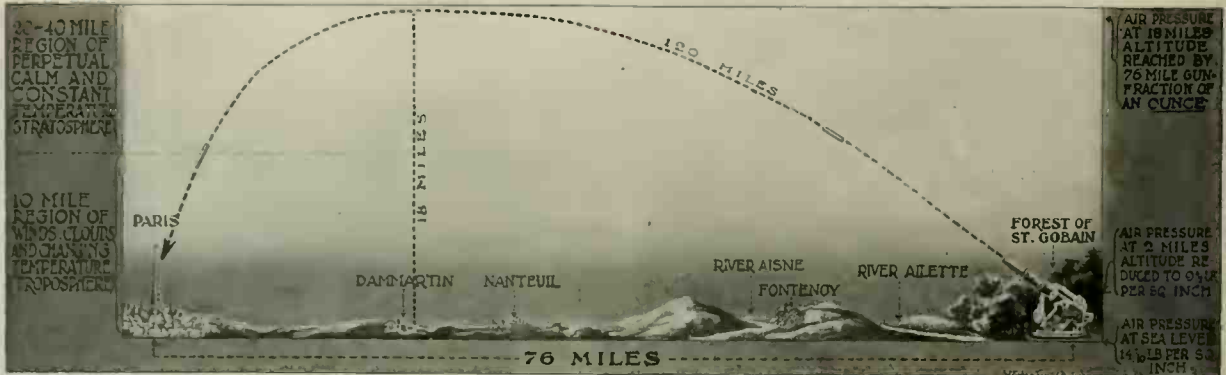 20-40 MILE
REGION OF
PERPETUAL
CALM AND
CONSTANT
TEMPERATURE
STRATOSPHERE
10 MILE
REGION OF
WINDS, CLOUDS
AND CHANGING
TEMPERATURE
TROPOSPHERE
PARIS
18 MILES
120 MILES
DAMMARTIN
NANTEUIL
RIVER AISNE
FONTENOY
RIVER AILETTE
FOREST OF
ST. GOBAIN
76 MILES
AIR PRESSURE
AT 18 MILES
ALTITUDE
REACHED BY
76 MILE GUN-
FRACTION OF
AN OUNCE
AIR PRESSURE
AT 2 MILES
ALTITUDE RE
DUCED TO
PER SQ. INCH
AIR PRESSURE
AT SEA LEVEL
LB PER SQ
INCH